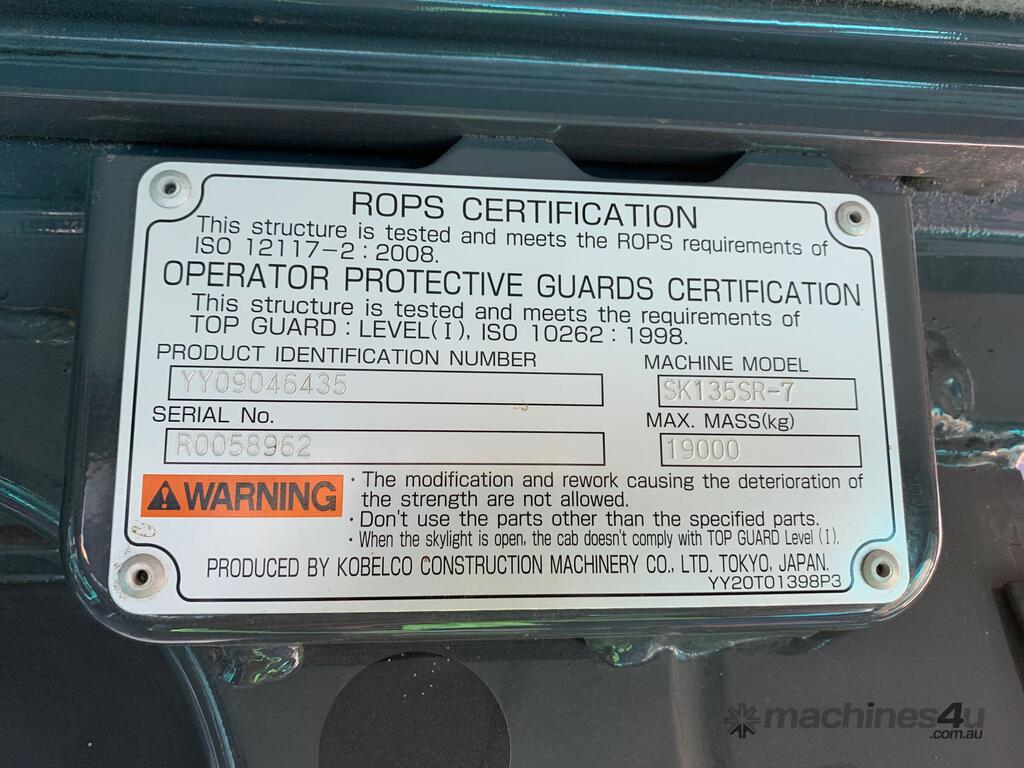 ROPS CERTIFICATION
This structure is tested and meets the ROPS requirements of
ISO 12117-2 : 2008.
OPERATOR PROTECTIVE GUARDS CERTIFICATION
This structure is tested and meets the requirements of
TOP GUARD : LEVEL(I), ISO 10262 : 1998.
PRODUCT IDENTIFICATION NUMBER
YY09046435
MACHINE MODEL
SK135SR-7
SERIAL No.
R0058962
MAX. MASS(kg)
19000
WARNING
· The modification and rework causing the deterioration of
the strength are not allowed.
· Don't use the parts other than the specified parts.
· When the skylight is open, the cab doesn't comply with TOP GUARD Level (I).
PRODUCED BY KOBELCO CONSTRUCTION MACHINERY CO., LTD. TOKYO, JAPAN.
YY20T01398P3
machines4u
.com.au